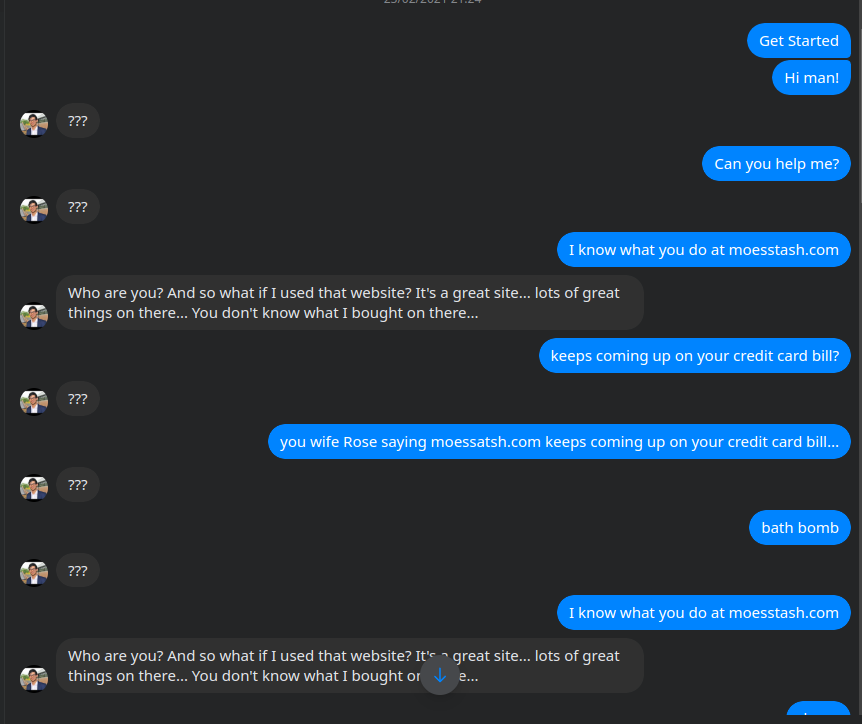 Get Started
Hi man!
???
Can you help me?
???
I know what you do at moesstash.com
Who are you? And so what if I used that website? It's a great site... lots of great
things on there... You don't know what I bought on there...
keeps coming up on your credit card bill?
???
you wife Rose saying moessatsh.com keeps coming up on your credit card bill...
???
bath bomb
???
I know what you do at moesstash.com
Who are you? And so what if I used that website? It's a great site... lots of great
things on there... You don't know what I bought